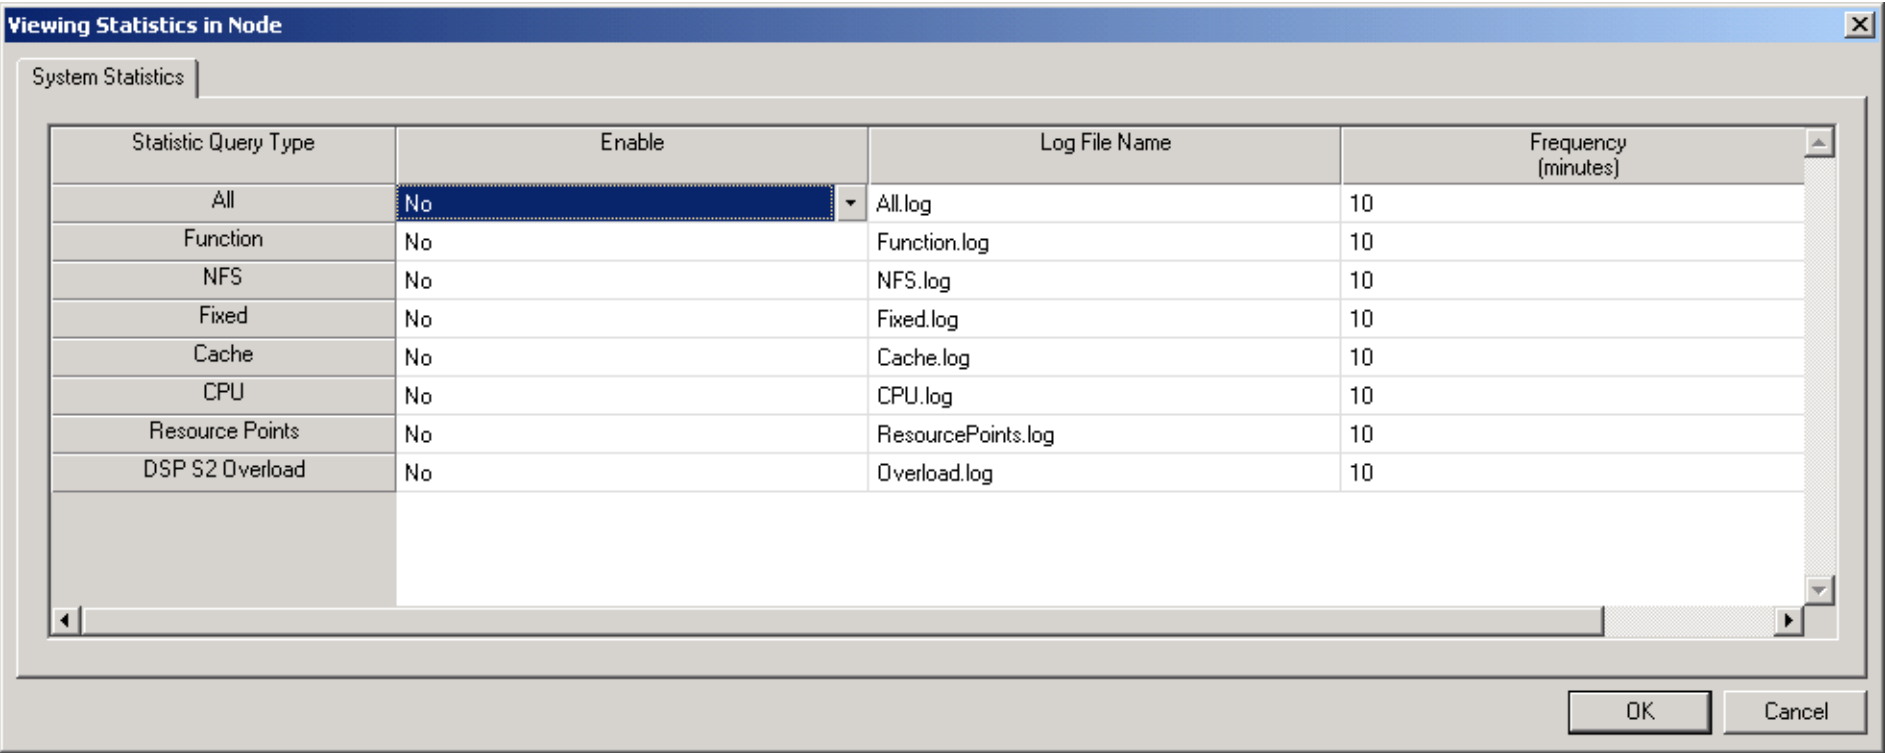 Viewing Statistics in Node
System Statistics
Statistic Query Type Enable Log File Name Frequency
(minutes)
All No All.log 10
Function No Function.log 10
NFS No NFS.log 10
Fixed No Fixed.log 10
Cache No Cache.log 10
CPU No CPU.log 10
Resource Points No ResourcePoints.log 10
DSP S2 Overload No Overload.log 10
OK Cancel